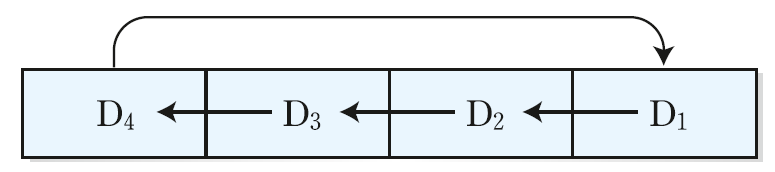 D₄ D₃ D₂ D₁